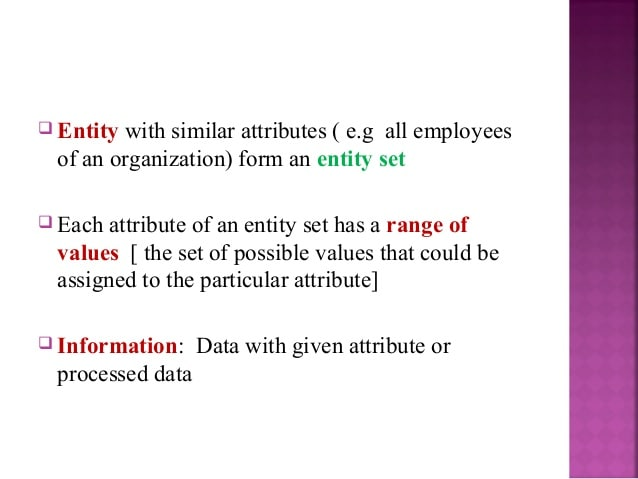 Entity with similar attributes ( e.g  all employees
of an organization) form an entity set
Each attribute of an entity set has a range of
values  [ the set of possible values that could be
assigned to the particular attribute]
Information:  Data with given attribute or
processed data